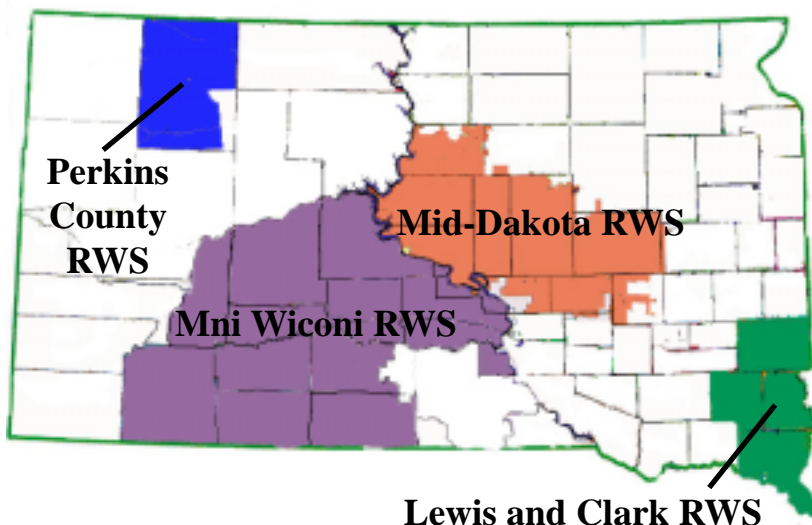 Perkins
County
RWS
Mid-Dakota RWS
Mni Wiconi RWS
Lewis and Clark RWS